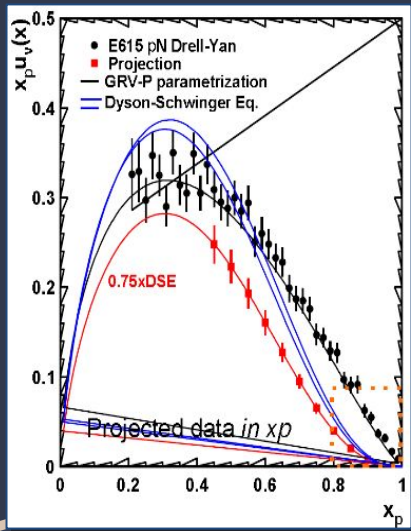 0.5
0.4
0.3
0.2
0.1
0
x_p u_v(x)
E615 pN Drell-Yan
Projection
GRV-P parametrization
Dyson-Schwinger Eq.
0.75xDSE
Projected data in xp
0 0.2 0.4 0.6 0.8 1
x_p